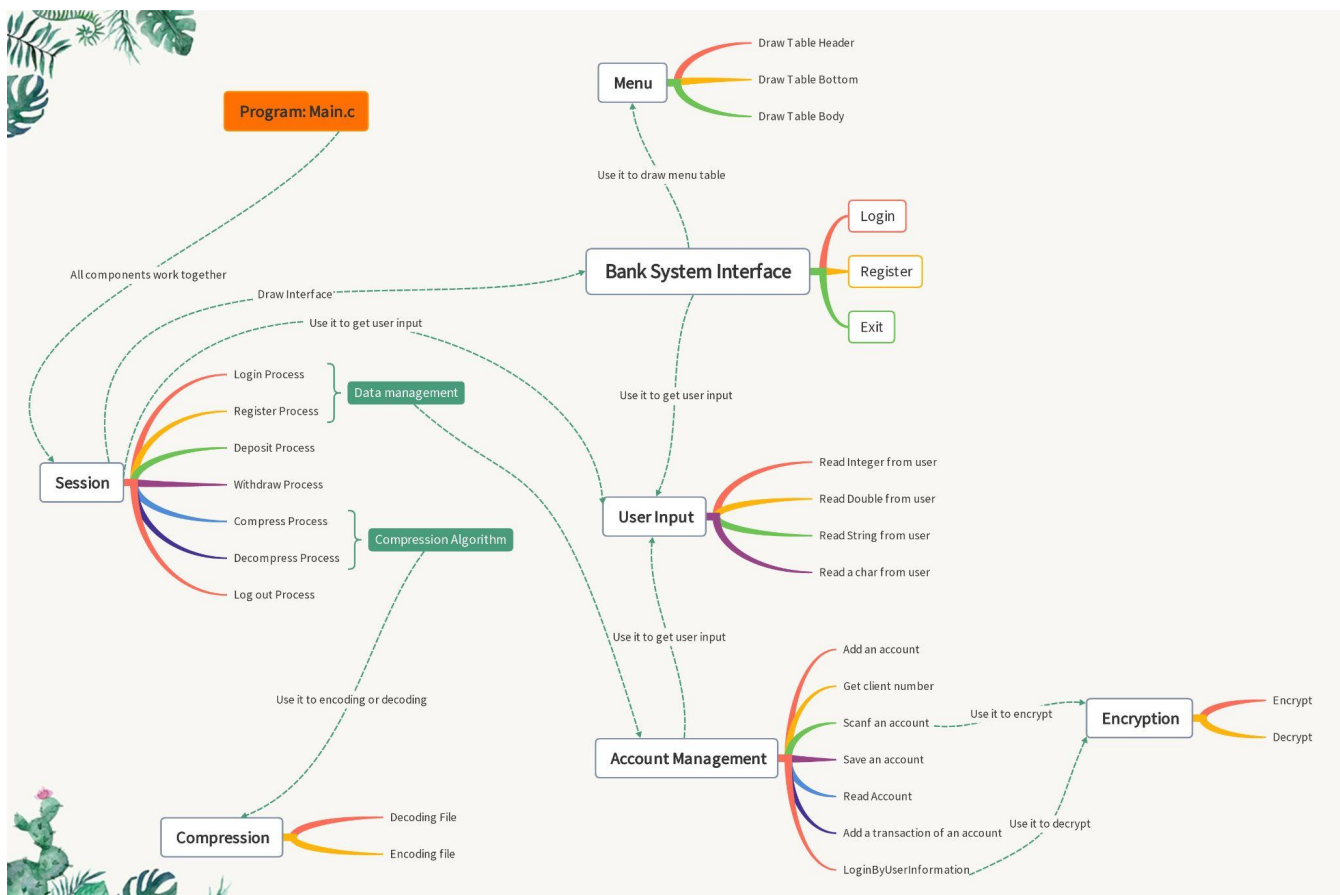 Program: Main.c
All components work together
Menu
Draw Table Header
Draw Table Bottom
Draw Table Body
Use it to draw menu table
Bank System Interface
Login
Register
Exit
Draw Interface
Use it to get user input
Use it to get user input
Session
Login Process
Register Process
Deposit Process
Withdraw Process
Compress Process
Decompress Process
Log out Process
Data management
Compression Algorithm
User Input
Read Integer from user
Read Double from user
Read String from user
Read a char from user
Use it to get user input
Use it to encoding or decoding
Account Management
Add an account
Get client number
Scanf an account
Save an account
Read Account
Add a transaction of an account
LoginByUserInformation
Use it to encrypt
Use it to decrypt
Encryption
Encrypt
Decrypt
Compression
Decoding File
Encoding file